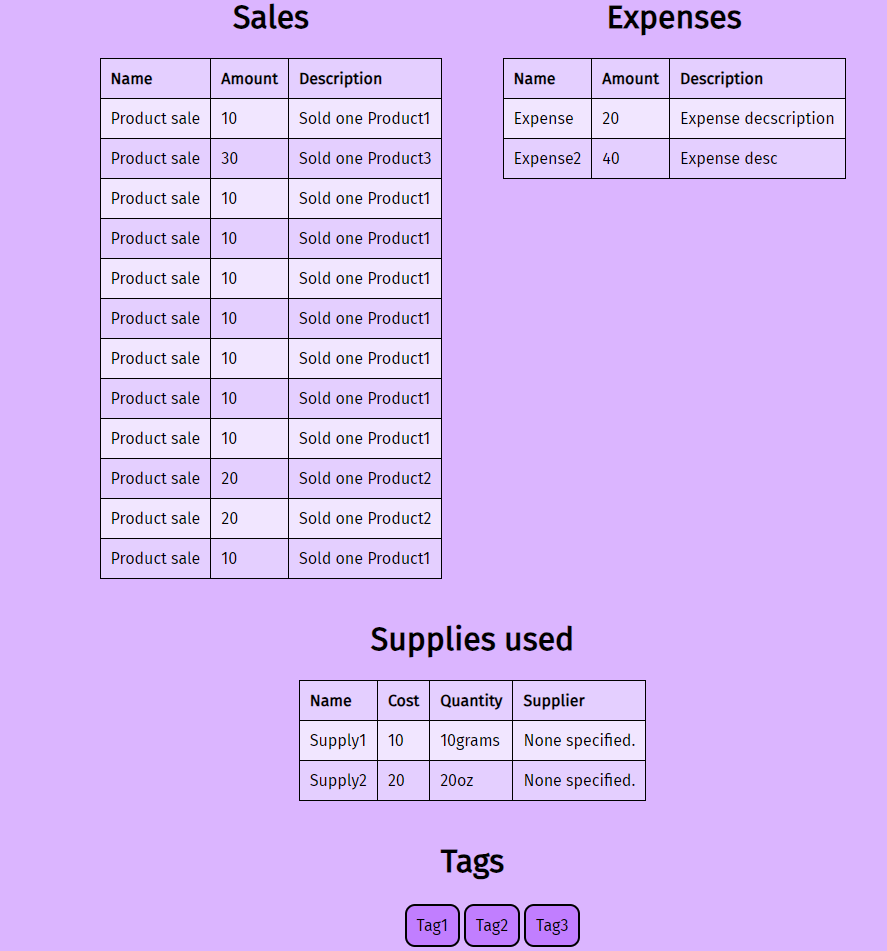 Sales
Name Amount Description
Product sale 10 Sold one Product1
Product sale 30 Sold one Product3
Product sale 10 Sold one Product1
Product sale 10 Sold one Product1
Product sale 10 Sold one Product1
Product sale 10 Sold one Product1
Product sale 10 Sold one Product1
Product sale 10 Sold one Product1
Product sale 10 Sold one Product1
Product sale 20 Sold one Product2
Product sale 20 Sold one Product2
Product sale 10 Sold one Product1
Expenses
Name Amount Description
Expense 20 Expense decscription
Expense2 40 Expense desc
Supplies used
Name Cost Quantity Supplier
Supply1 10 10grams None specified.
Supply2 20 20oz None specified.
Tags
Tag1 Tag2 Tag3